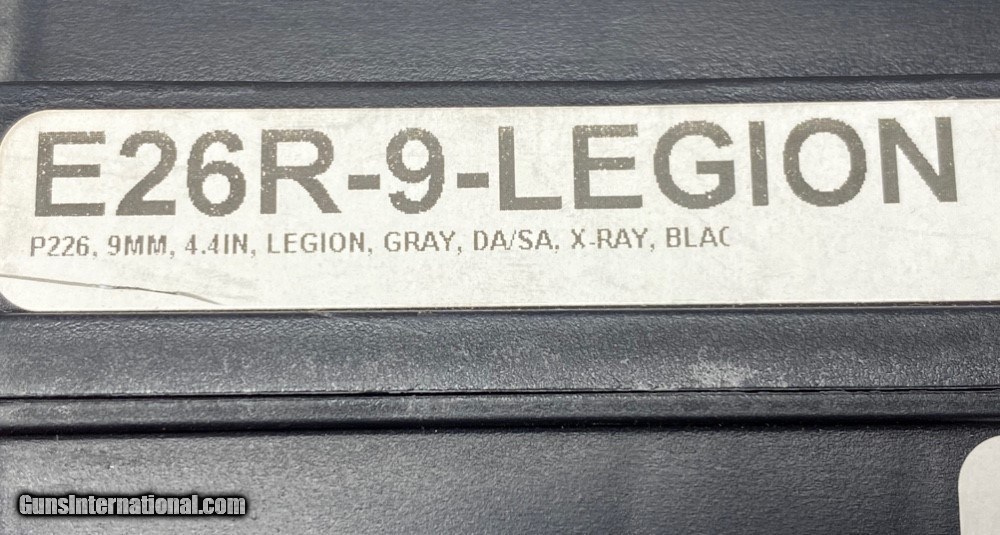 E26R-9-LEGION
P226, 9MM, 4.4IN, LEGION, GRAY, DA/SA, X-RAY, BLAC
GunsInternational.com